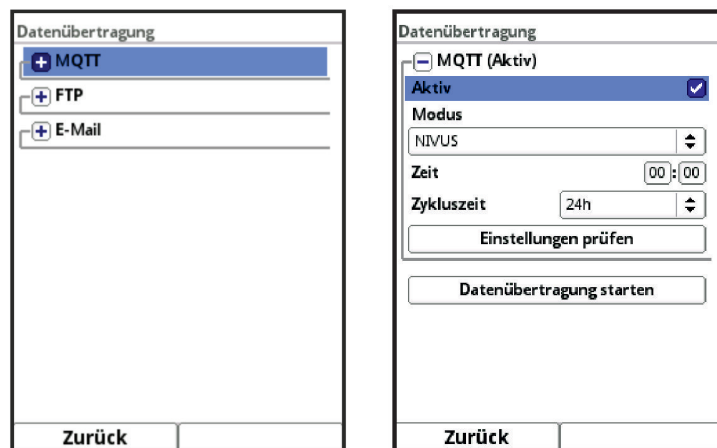 Datenübertragung
MQTT
FTP
E-Mail
Zurück
Datenübertragung
MQTT (Aktiv)
Aktiv
Modus
NIVUS
Zeit 00:00
Zykluszeit 24h
Einstellungen prüfen
Datenübertragung starten
Zurück